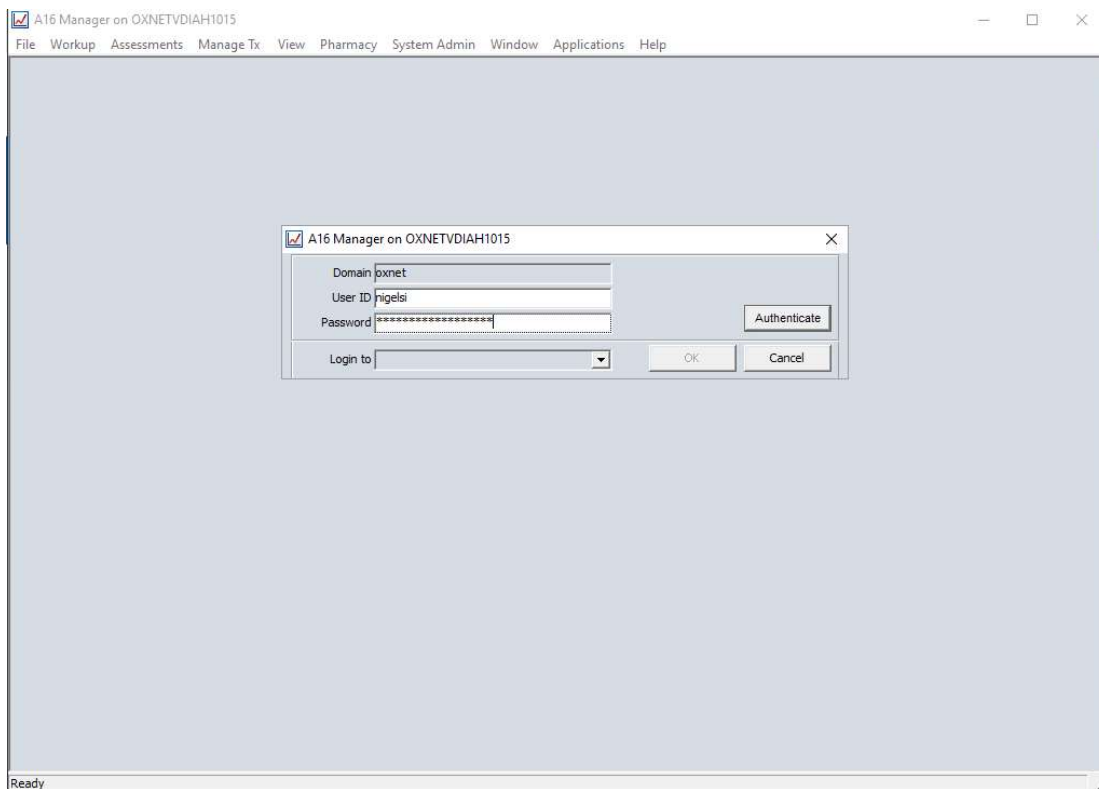 A16 Manager on OXNETVDIAH1015
File Workup Assessments Manage Tx View Pharmacy System Admin Window Applications Help
A16 Manager on OXNETVDIAH1015
Domain oxnet
User ID nigelsi
Password ******************
Authenticate
Login to OK Cancel
Ready